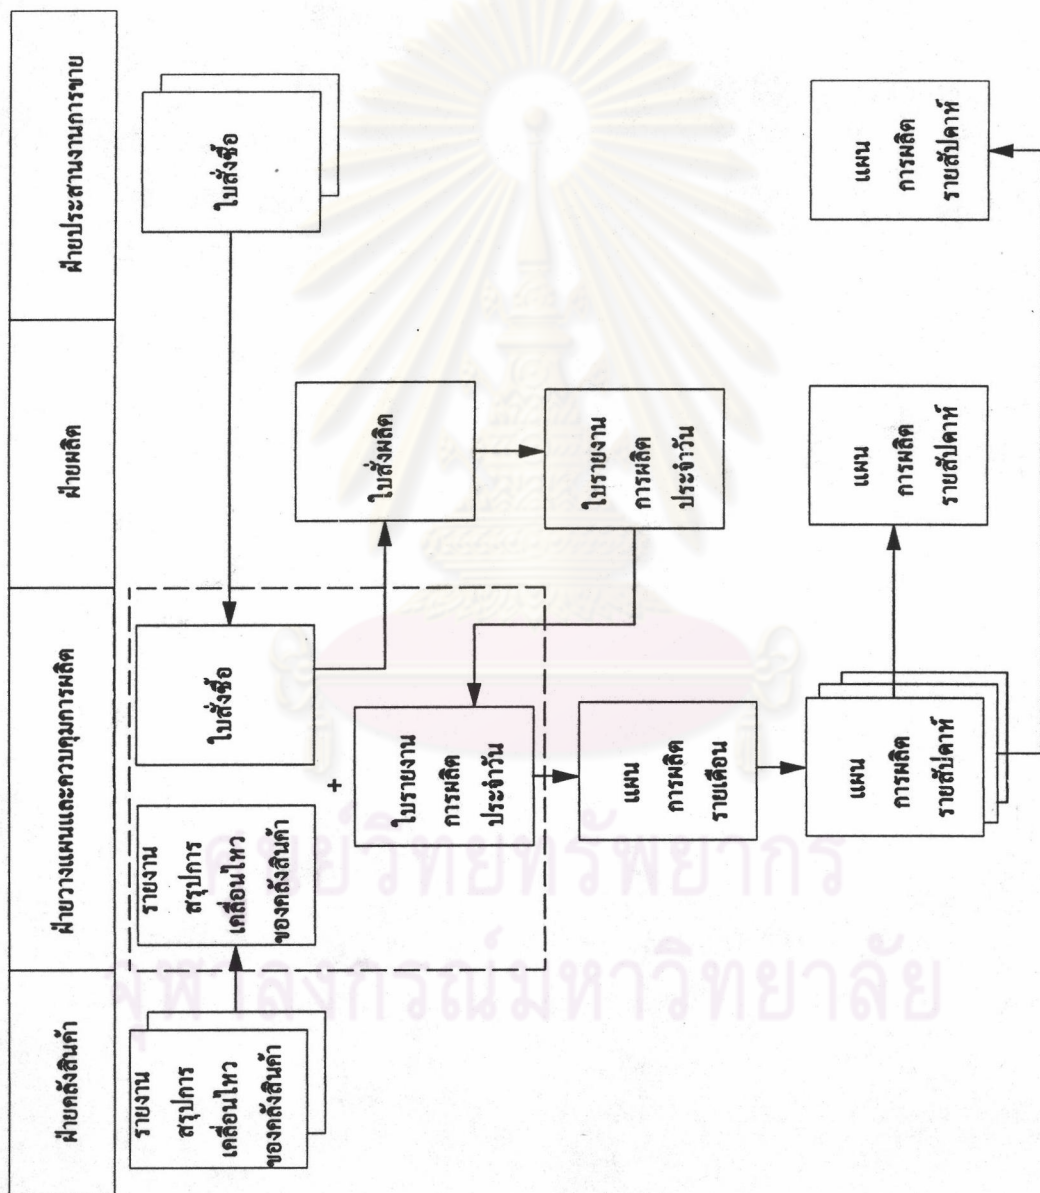 ฝ่ายคลังสินค้า
ฝ่ายวางแผนและควบคุมการผลิต
ฝ่ายผลิต
ฝ่ายประสานงานการขาย
รายงาน
สรุปการ
เคลื่อนไหว
ของคลังสินค้า
รายงาน
สรุปการ
เคลื่อนไหว
ของคลังสินค้า
ใบสั่งซื้อ
ใบสั่งซื้อ
+
ใบสั่งผลิต
ใบรายงาน
การผลิต
ประจำวัน
ใบรายงาน
การผลิต
ประจำวัน
แผน
การผลิต
รายเดือน
แผน
การผลิต
รายสัปดาห์
แผน
การผลิต
รายสัปดาห์
แผน
การผลิต
รายสัปดาห์
ศูนย์วิทยทรัพยากร
จุฬาลงกรณ์มหาวิทยาลัย